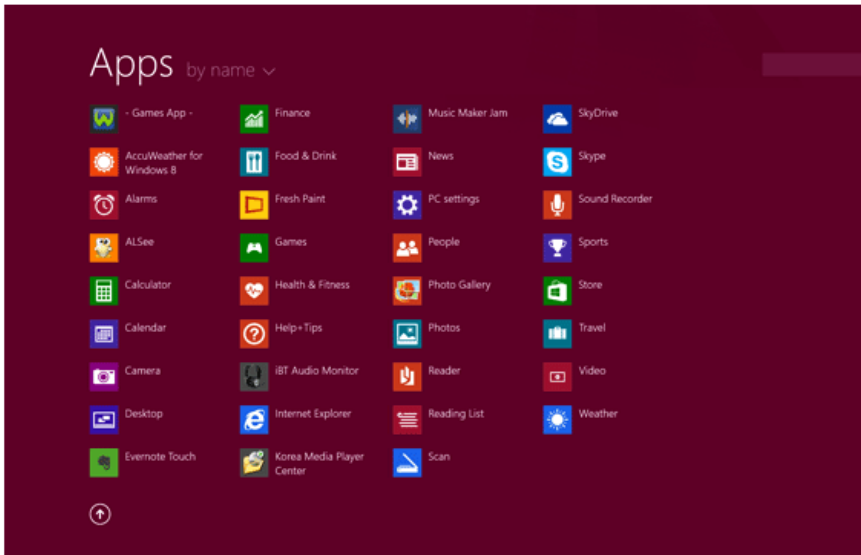 Apps by name
- Games App -
AccuWeather for
Windows 8
Alarms
ALSee
Calculator
Calendar
Camera
Desktop
Evernote Touch
Finance
Food & Drink
Fresh Paint
Games
Health & Fitness
Help+Tips
iBT Audio Monitor
Internet Explorer
Korea Media Player
Center
Music Maker Jam
News
PC settings
People
Photo Gallery
Photos
Reader
Reading List
Scan
SkyDrive
Skype
Sound Recorder
Sports
Store
Travel
Video
Weather